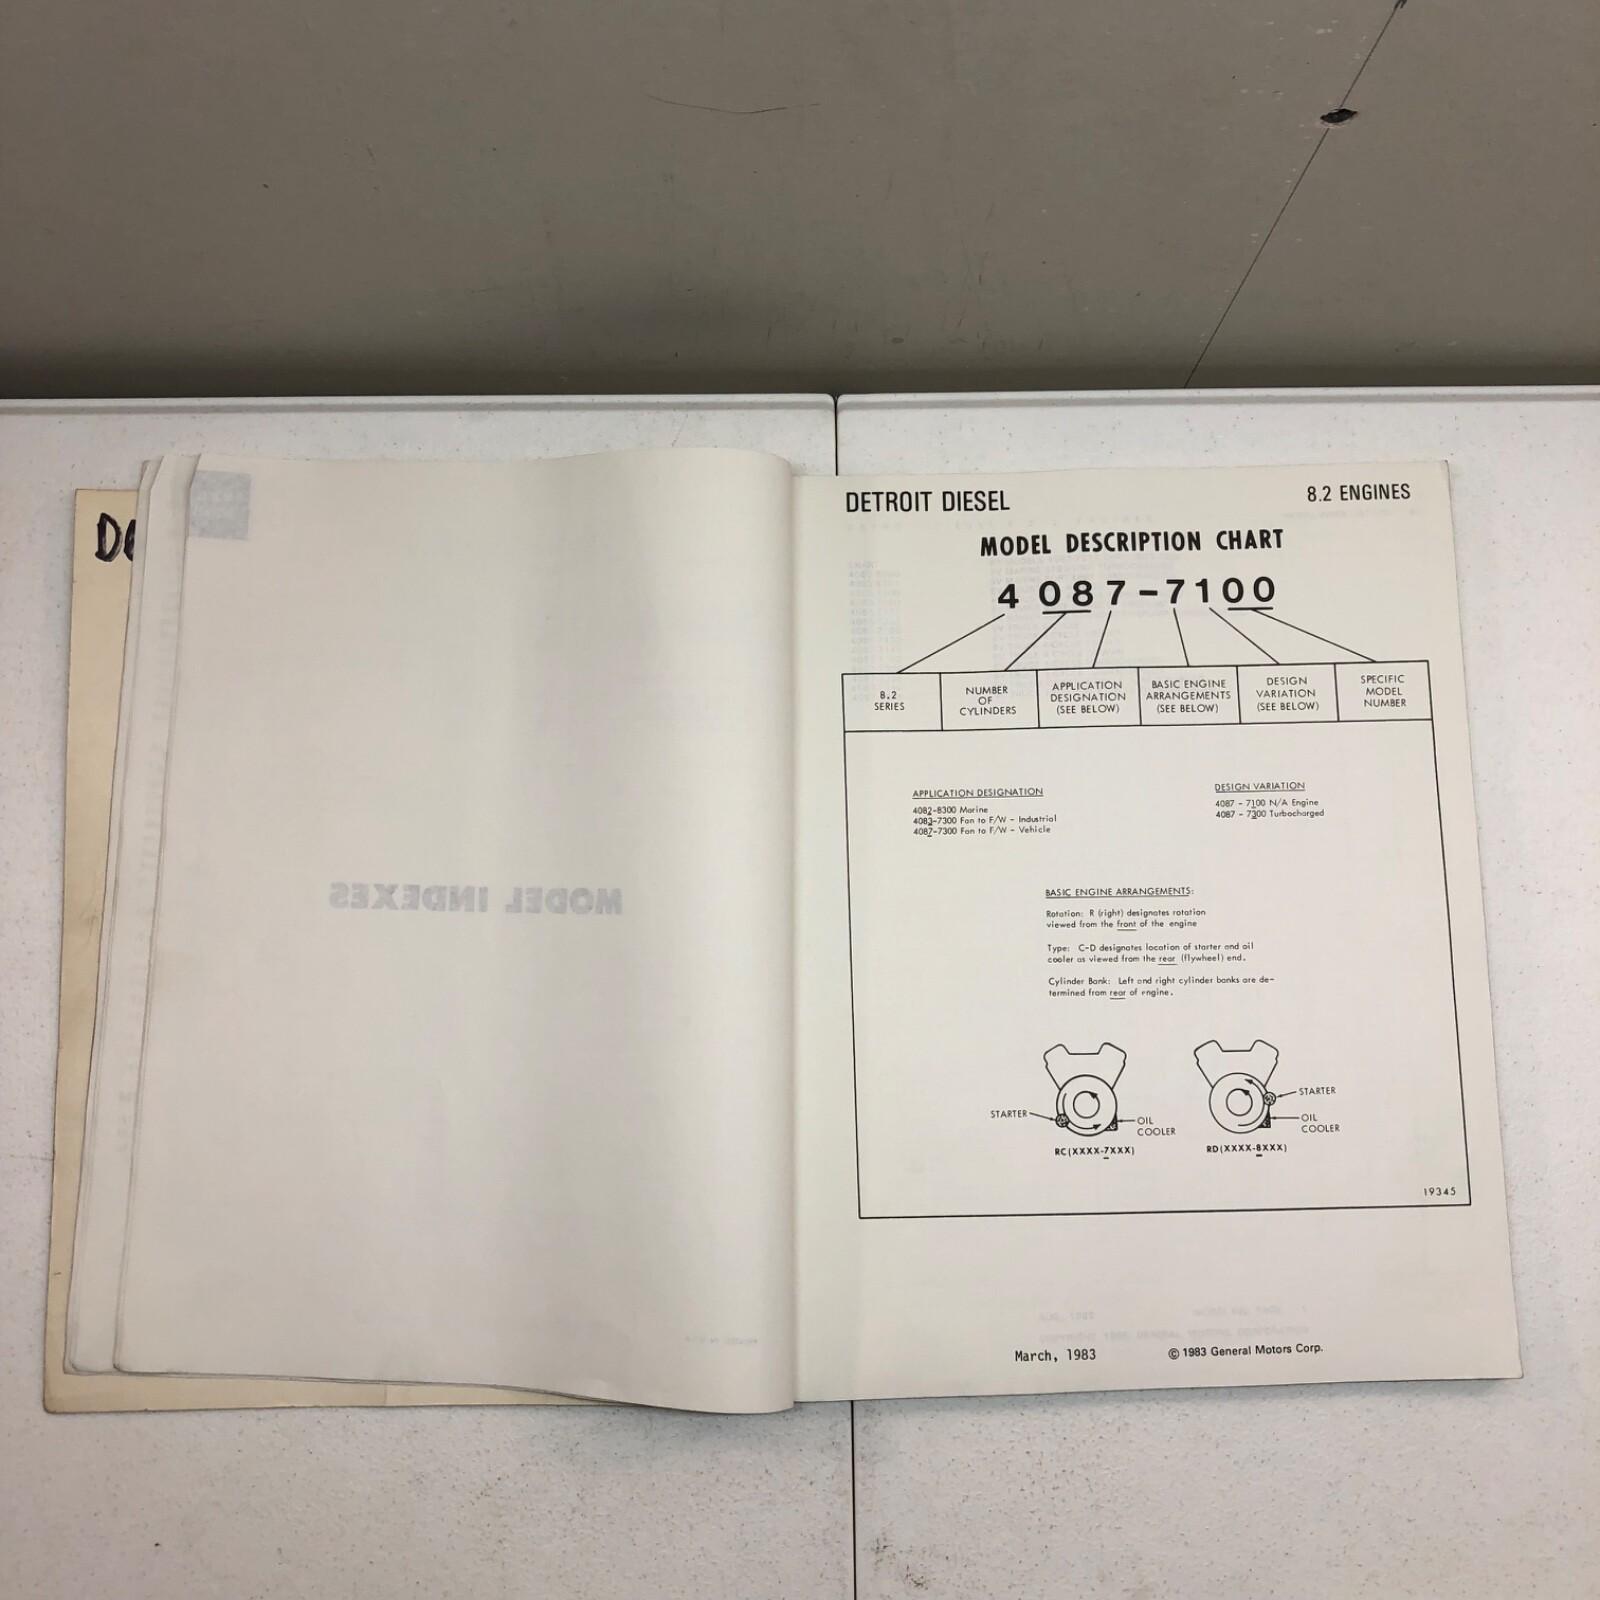 MODEL INDEXES
DETROIT DIESEL
8.2 ENGINES
MODEL DESCRIPTION CHART
4 087-7100
8.2 SERIES
NUMBER OF CYLINDERS
APPLICATION DESIGNATION (SEE BELOW)
BASIC ENGINE ARRANGEMENTS (SEE BELOW)
DESIGN VARIATION (SEE BELOW)
SPECIFIC MODEL NUMBER
APPLICATION DESIGNATION
4082-8300 Marine
4083-7300 Fan to F/W - Industrial
4087-7300 Fan to F/W - Vehicle
DESIGN VARIATION
4087 - 7100 N/A Engine
4087 - 7300 Turbocharged
BASIC ENGINE ARRANGEMENTS:
Rotation: R (right) designates rotation
viewed from the front of the engine
Type: C-D designates location of starter and oil
cooler as viewed from the rear (flywheel) end.
Cylinder Bank: Left and right cylinder banks are de-
termined from rear of engine.
STARTER
OIL
COOLER
RC(XXXX-7XXX)
STARTER
OIL
COOLER
RD(XXXX-8XXX)
19345
March, 1983
© 1983 General Motors Corp.